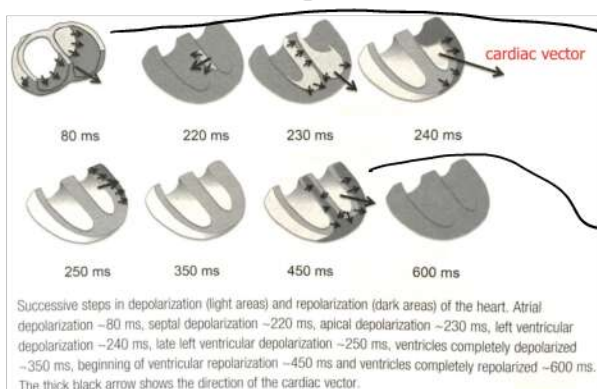 cardiac vector
80 ms
220 ms
230 ms
240 ms
250 ms
350 ms
450 ms
600 ms
Successive steps in depolarization (light areas) and repolarization (dark areas) of the heart. Atrial
depolarization ~80 ms, septal depolarization ~220 ms, apical depolarization ~230 ms, left ventricular
depolarization ~240 ms, late left ventricular depolarization ~250 ms, ventricles completely depolarized
~350 ms, beginning of ventricular repolarization ~450 ms and ventricles completely repolarized ~600 ms.
The thick black arrow shows the direction of the cardiac vector.